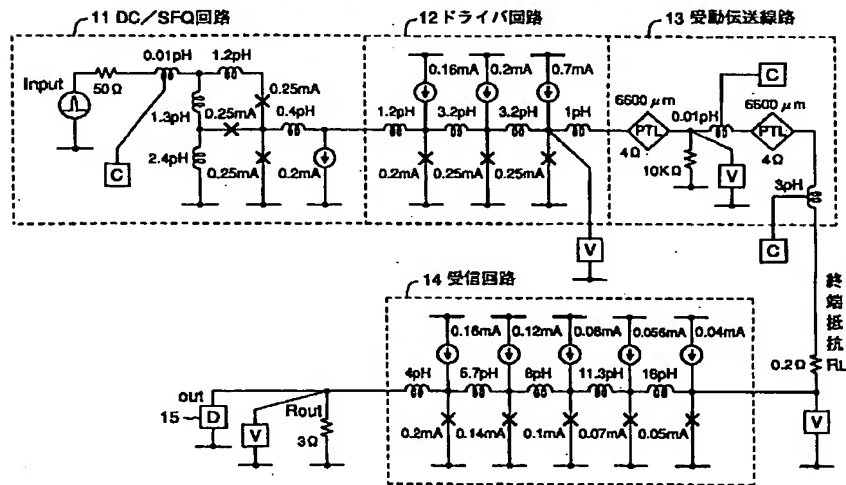 11 DC/SFQ回路
12 ドライバ回路
13 受動伝送線路
Input
50Ω
0.01pH
1.2pH
0.25mA
1.3pH
0.25mA
0.4pH
2.4pH
0.25mA
0.2mA
C
0.16mA
0.2mA
0.7mA
1.2pH
3.2pH
3.2pH
1pH
0.2mA
0.25mA
0.25mA
V
C
6600μm
0.01pH
6600μm
PTL
PTL
4Ω
4Ω
10KΩ
V
3pH
C
14 受信回路
0.16mA
0.12mA
0.08mA
0.056mA
0.04mA
4pH
5.7pH
8pH
11.3pH
16pH
0.2mA
0.14mA
0.1mA
0.07mA
0.05mA
終端抵抗RL
0.2Ω
V
out
15
D
V
Rout
3Ω